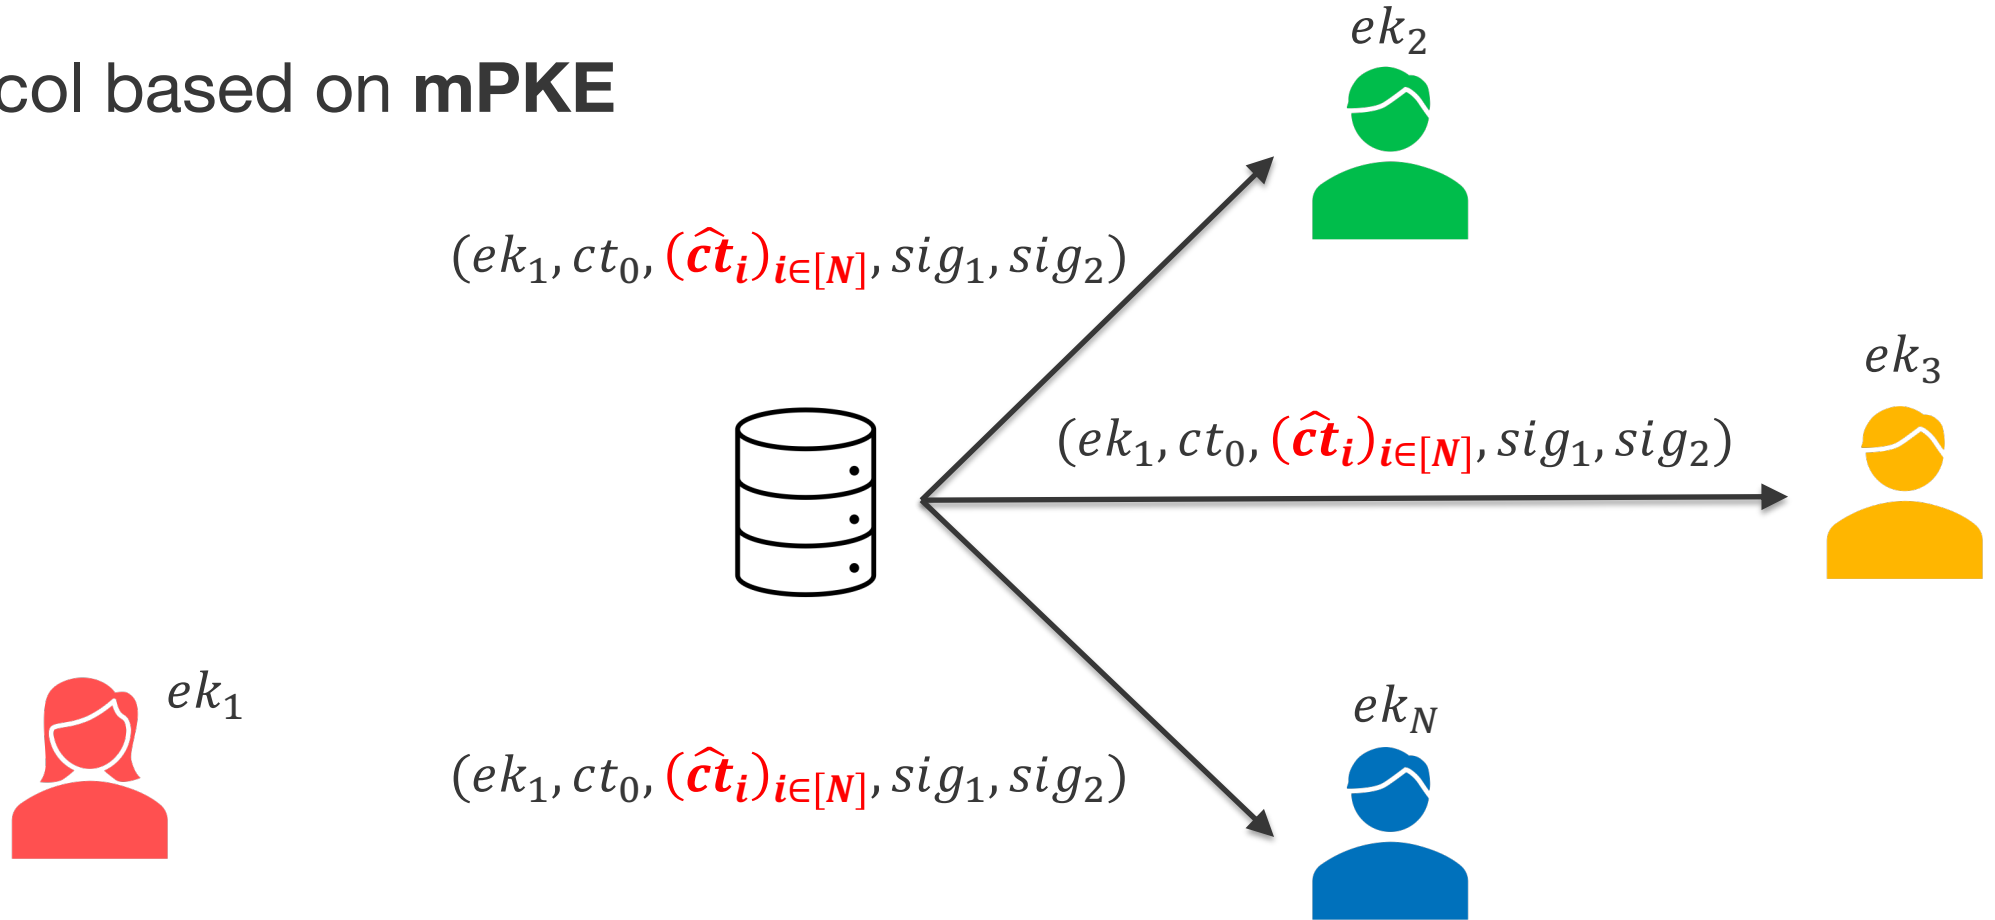 col based on mPKE
ek₂
(ek₁, ct₀, (ĉt_i)_{i∈[N]}, sig₁, sig₂)
ek₃
(ek₁, ct₀, (ĉt_i)_{i∈[N]}, sig₁, sig₂)
ek₁
ek_N
(ek₁, ct₀, (ĉt_i)_{i∈[N]}, sig₁, sig₂)